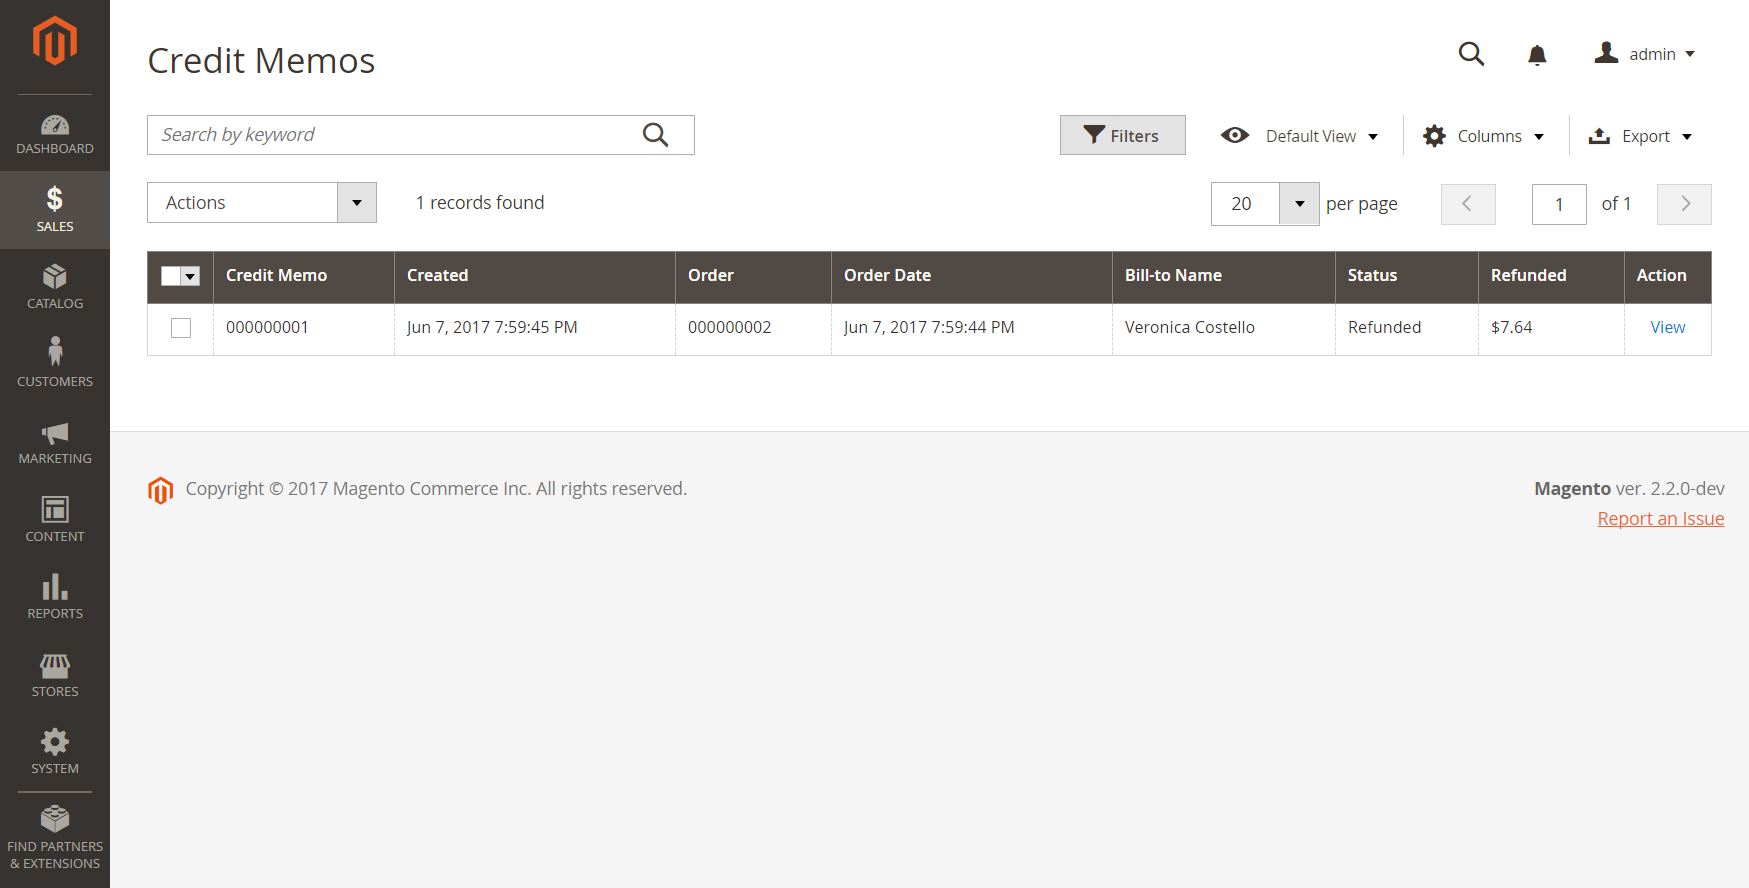 Credit Memos
admin
Search by keyword
Filters
Default View
Columns
Export
Actions
1 records found
20 per page
1 of 1
Credit Memo Created Order Order Date Bill-to Name Status Refunded Action
000000001 Jun 7, 2017 7:59:45 PM 000000002 Jun 7, 2017 7:59:44 PM Veronica Costello Refunded $7.64 View
DASHBOARD
SALES
CATALOG
CUSTOMERS
MARKETING
CONTENT
REPORTS
STORES
SYSTEM
FIND PARTNERS
& EXTENSIONS
Copyright © 2017 Magento Commerce Inc. All rights reserved.
Magento ver. 2.2.0-dev
Report an Issue